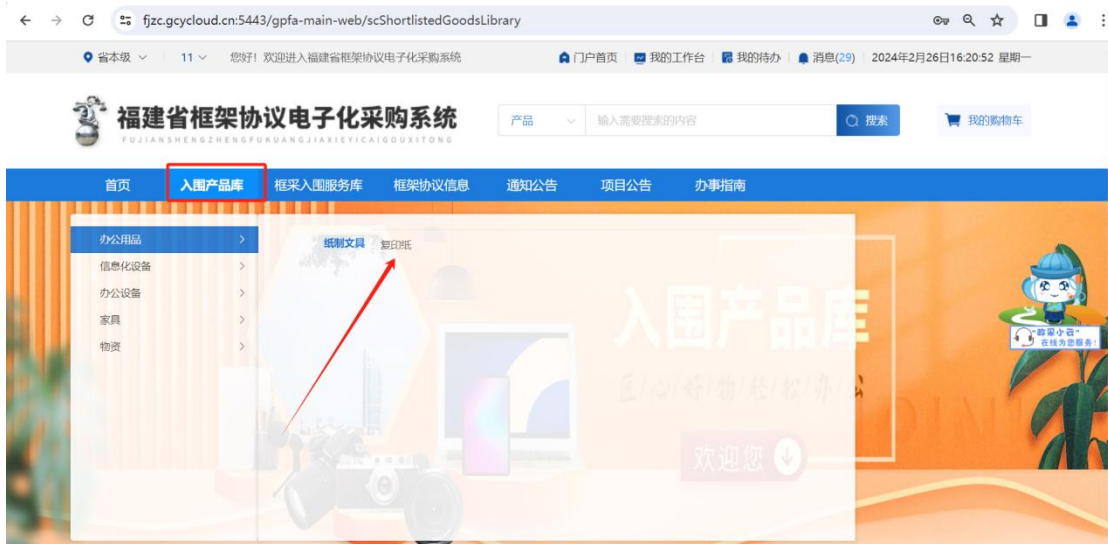 fjzc.gcycloud.cn:5443/gpfa-main-web/scShortlistedGoodsLibrary
省本级 11 您好！欢迎进入福建省框架协议电子化采购系统 门户首页 我的工作台 我的待办 消息(29) 2024年2月26日16:20:52 星期一
福建省框架协议电子化采购系统
FUJIANSHENGZHENGFUKUANGJIAXIEYICAIGOUXITONG
产品 输入需要搜索的内容 搜索 我的购物车
首页 入围产品库 框采入围服务库 框架协议信息 通知公告 项目公告 办事指南
办公用品 纸制文具 复印纸
信息化设备
办公设备
家具
物资
入围产品库
匠/心/好/物/轻/松/办/公
欢迎您
在线为您服务！